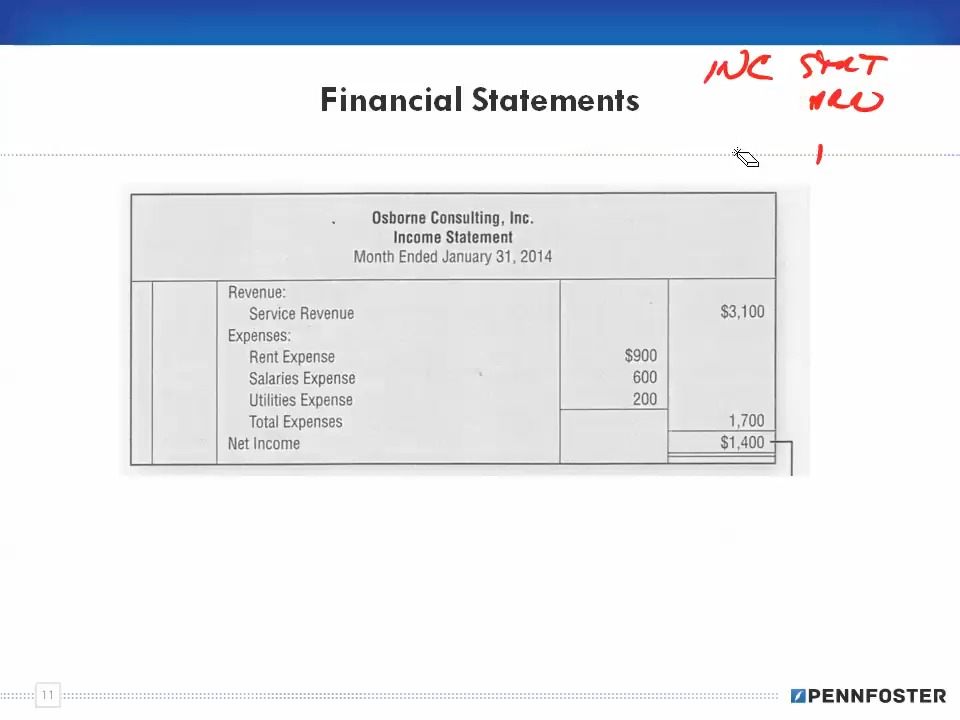 INC STMT
Financial Statements
Osborne Consulting, Inc.
Income Statement
Month Ended January 31, 2014
Revenue:
Service Revenue $3,100
Expenses:
Rent Expense $900
Salaries Expense 600
Utilities Expense 200
Total Expenses 1,700
Net Income $1,400
11
PENNFOSTER